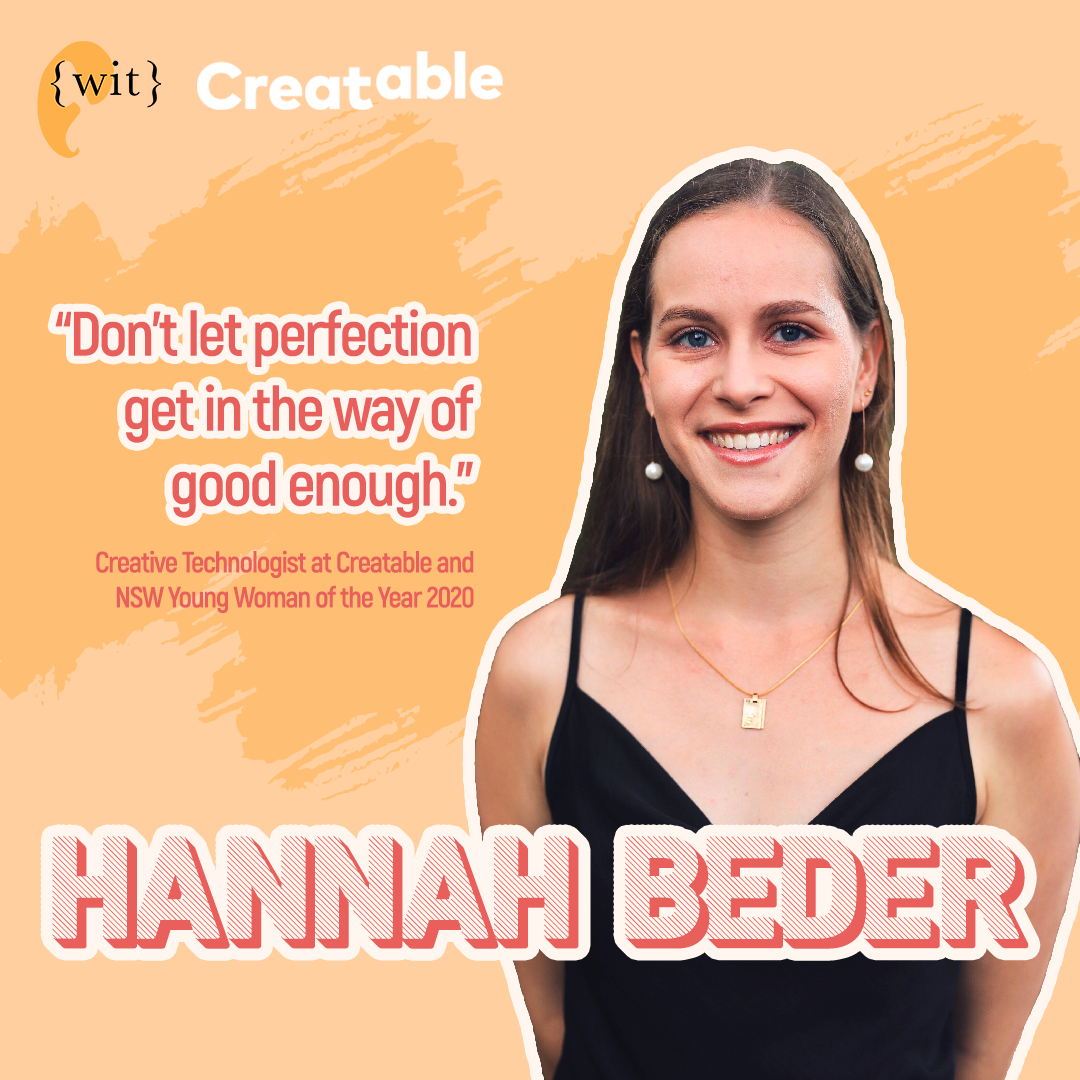 {wit} Creatable
“Don’t let perfection
get in the way of
good enough.”
Creative Technologist at Creatable and
NSW Young Woman of the Year 2020
HANNAH BEDER